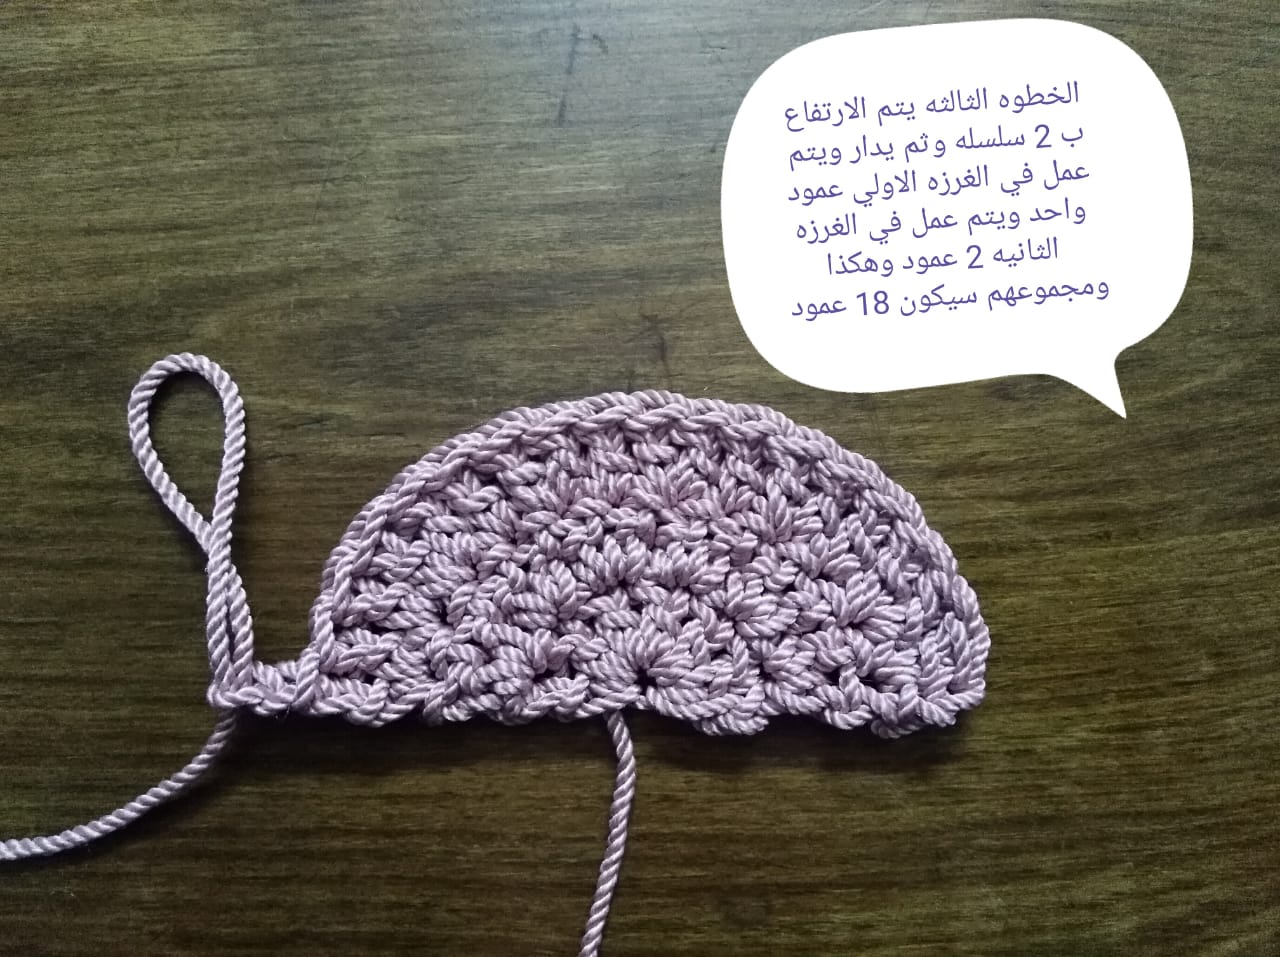 الخطوه الثالثه يتم الارتفاع
ب 2 سلسله وثم يدار ويتم
عمل في الغرزه الاولي عمود
واحد ويتم عمل في الغرزه
الثانيه 2 عمود وهكذا
ومجموعهم سيكون 18 عمود